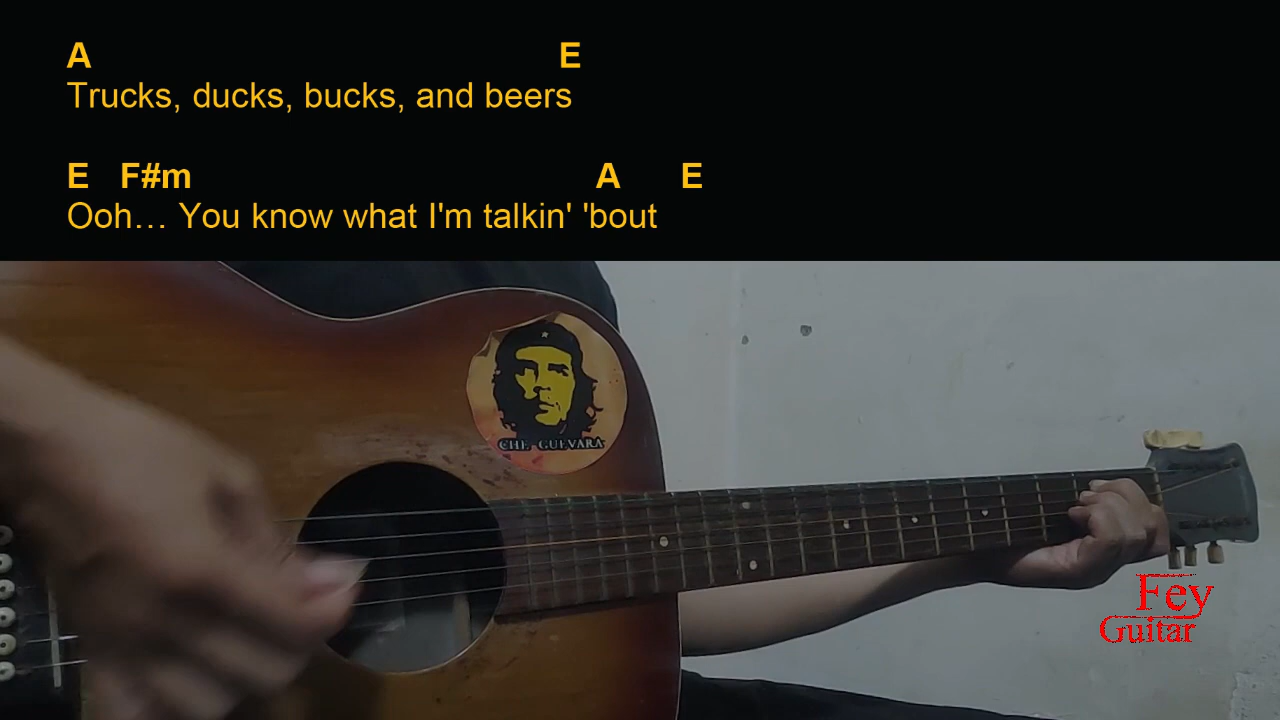 A E
Trucks, ducks, bucks, and beers
E F#m A E
Ooh… You know what I'm talkin' 'bout
CHE GUEVARA
Fey
Guitar